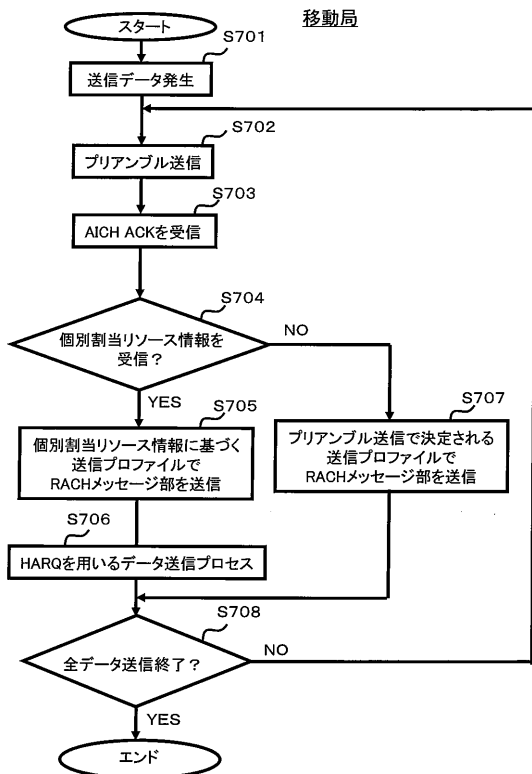 移動局
スタート
S701
送信データ発生
S702
プリアンブル送信
S703
AICH ACKを受信
S704
個別割当リソース情報を
受信？
NO
YES
S705
個別割当リソース情報に基づく
送信プロファイルで
RACHメッセージ部を送信
S707
プリアンブル送信で決定される
送信プロファイルで
RACHメッセージ部を送信
S706
HARQを用いるデータ送信プロセス
S708
全データ送信終了？
NO
YES
エンド